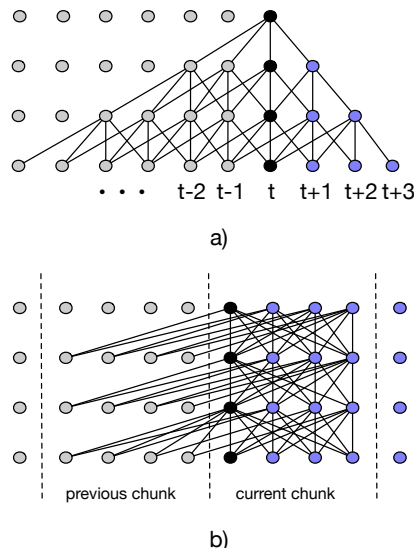 . . . t-2 t-1 t t+1 t+2 t+3
a)
previous chunk current chunk
b)